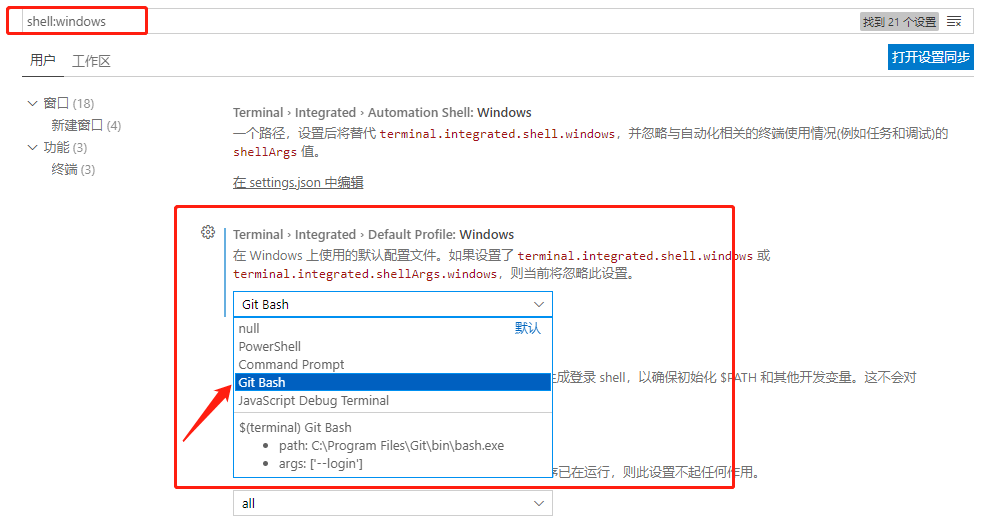 shell:windows
找到 21 个设置
用户
工作区
打开设置同步
窗口 (18)
新建窗口 (4)
功能 (3)
终端 (3)
Terminal › Integrated › Automation Shell: Windows
一个路径，设置后将替代 terminal.integrated.shell.windows，并忽略与自动化相关的终端使用情况(例如任务和调试)的
shellArgs 值。
在 settings.json 中编辑
Terminal › Integrated › Default Profile: Windows
在 Windows 上使用的默认配置文件。如果设置了 terminal.integrated.shell.windows 或
terminal.integrated.shellArgs.windows，则当前将忽略此设置。
Git Bash
null 默认
PowerShell
Command Prompt
Git Bash
JavaScript Debug Terminal
成登录 shell，以确保初始化 $PATH 和其他开发变量。这不会对
$(terminal) Git Bash
• path: C:\Program Files\Git\bin\bash.exe
• args: ['--login']
已在运行，则此设置不起任何作用。
all